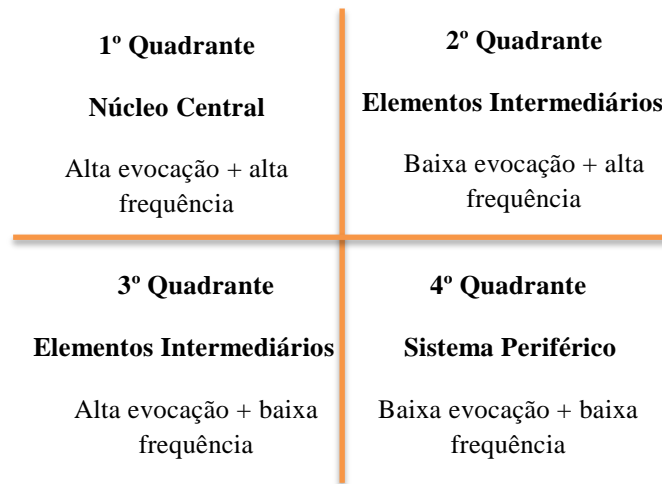 1º Quadrante
Núcleo Central
Alta evocação + alta
frequência
2º Quadrante
Elementos Intermediários
Baixa evocação + alta
frequência
3º Quadrante
Elementos Intermediários
Alta evocação + baixa
frequência
4º Quadrante
Sistema Periférico
Baixa evocação + baixa
frequência